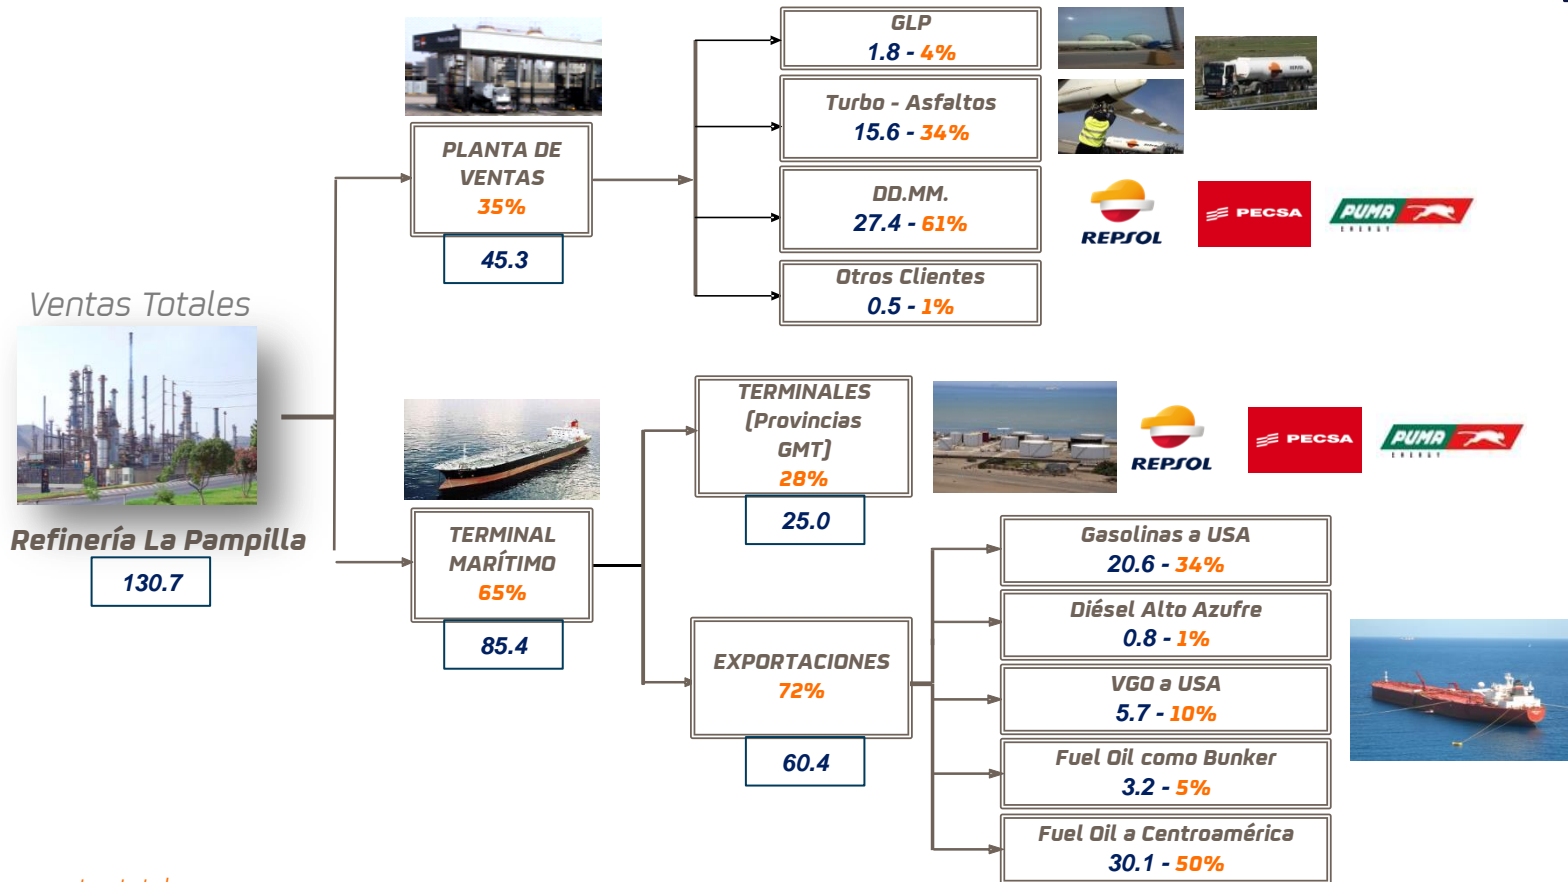 Ventas Totales
Refinería La Pampilla
130.7
PLANTA DE
VENTAS
35%
45.3
GLP
1.8 - 4%
Turbo - Asfaltos
15.6 - 34%
DD.MM.
27.4 - 61%
Otros Clientes
0.5 - 1%
REPSOL
PECSA
PUMA
ENERGY
TERMINAL
MARÍTIMO
65%
85.4
TERMINALES
(Provincias
GMT)
28%
25.0
REPSOL
PECSA
PUMA
ENERGY
EXPORTACIONES
72%
60.4
Gasolinas a USA
20.6 - 34%
Diésel Alto Azufre
0.8 - 1%
VGO a USA
5.7 - 10%
Fuel Oil como Bunker
3.2 - 5%
Fuel Oil a Centroamérica
30.1 - 50%